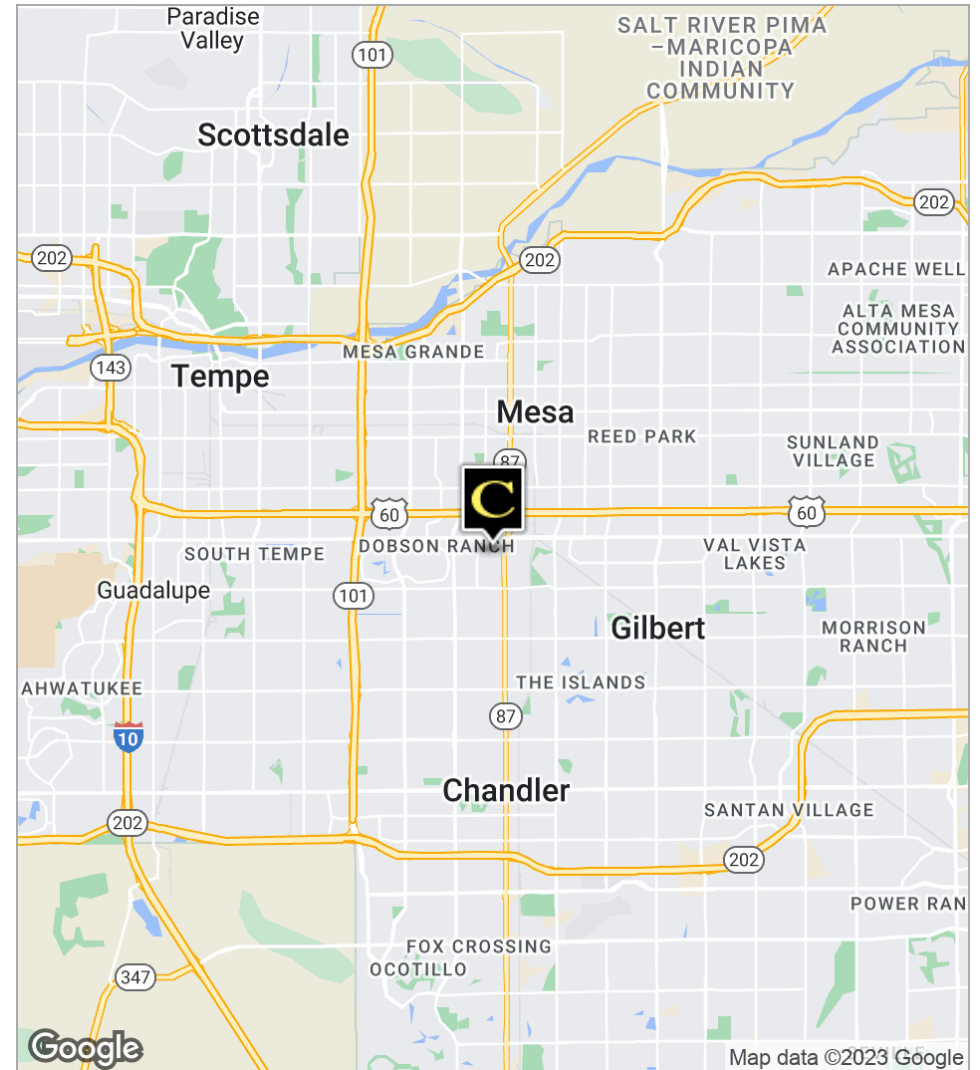 Paradise
Valley
101
SALT RIVER PIMA
–MARICOPA
INDIAN
COMMUNITY
Scottsdale
202
202
202
APACHE WELL
ALTA MESA
COMMUNITY
ASSOCIATION
MESA GRANDE
143
Tempe
Mesa
REED PARK
SUNLAND
VILLAGE
87
C
60
60
SOUTH TEMPE
DOBSON RANCH
VAL VISTA
LAKES
Guadalupe
101
Gilbert
MORRISON
RANCH
AHWATUKEE
THE ISLANDS
87
10
Chandler
SANTAN VILLAGE
202
202
POWER RAN
FOX CROSSING
OCOTILLO
347
Google
Map data ©2023 Google